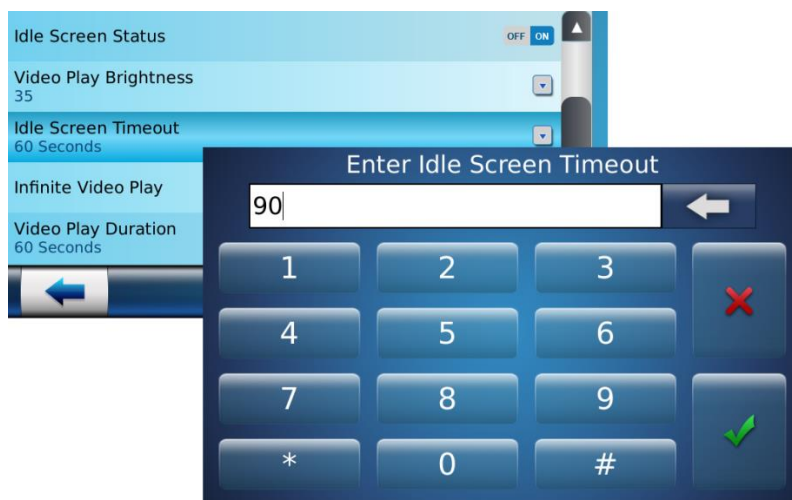 Idle Screen Status
OFF ON
Video Play Brightness
35
Idle Screen Timeout
60 Seconds
Infinite Video Play
Video Play Duration
60 Seconds
Enter Idle Screen Timeout
90
1 2 3
4 5 6
7 8 9
* 0 #